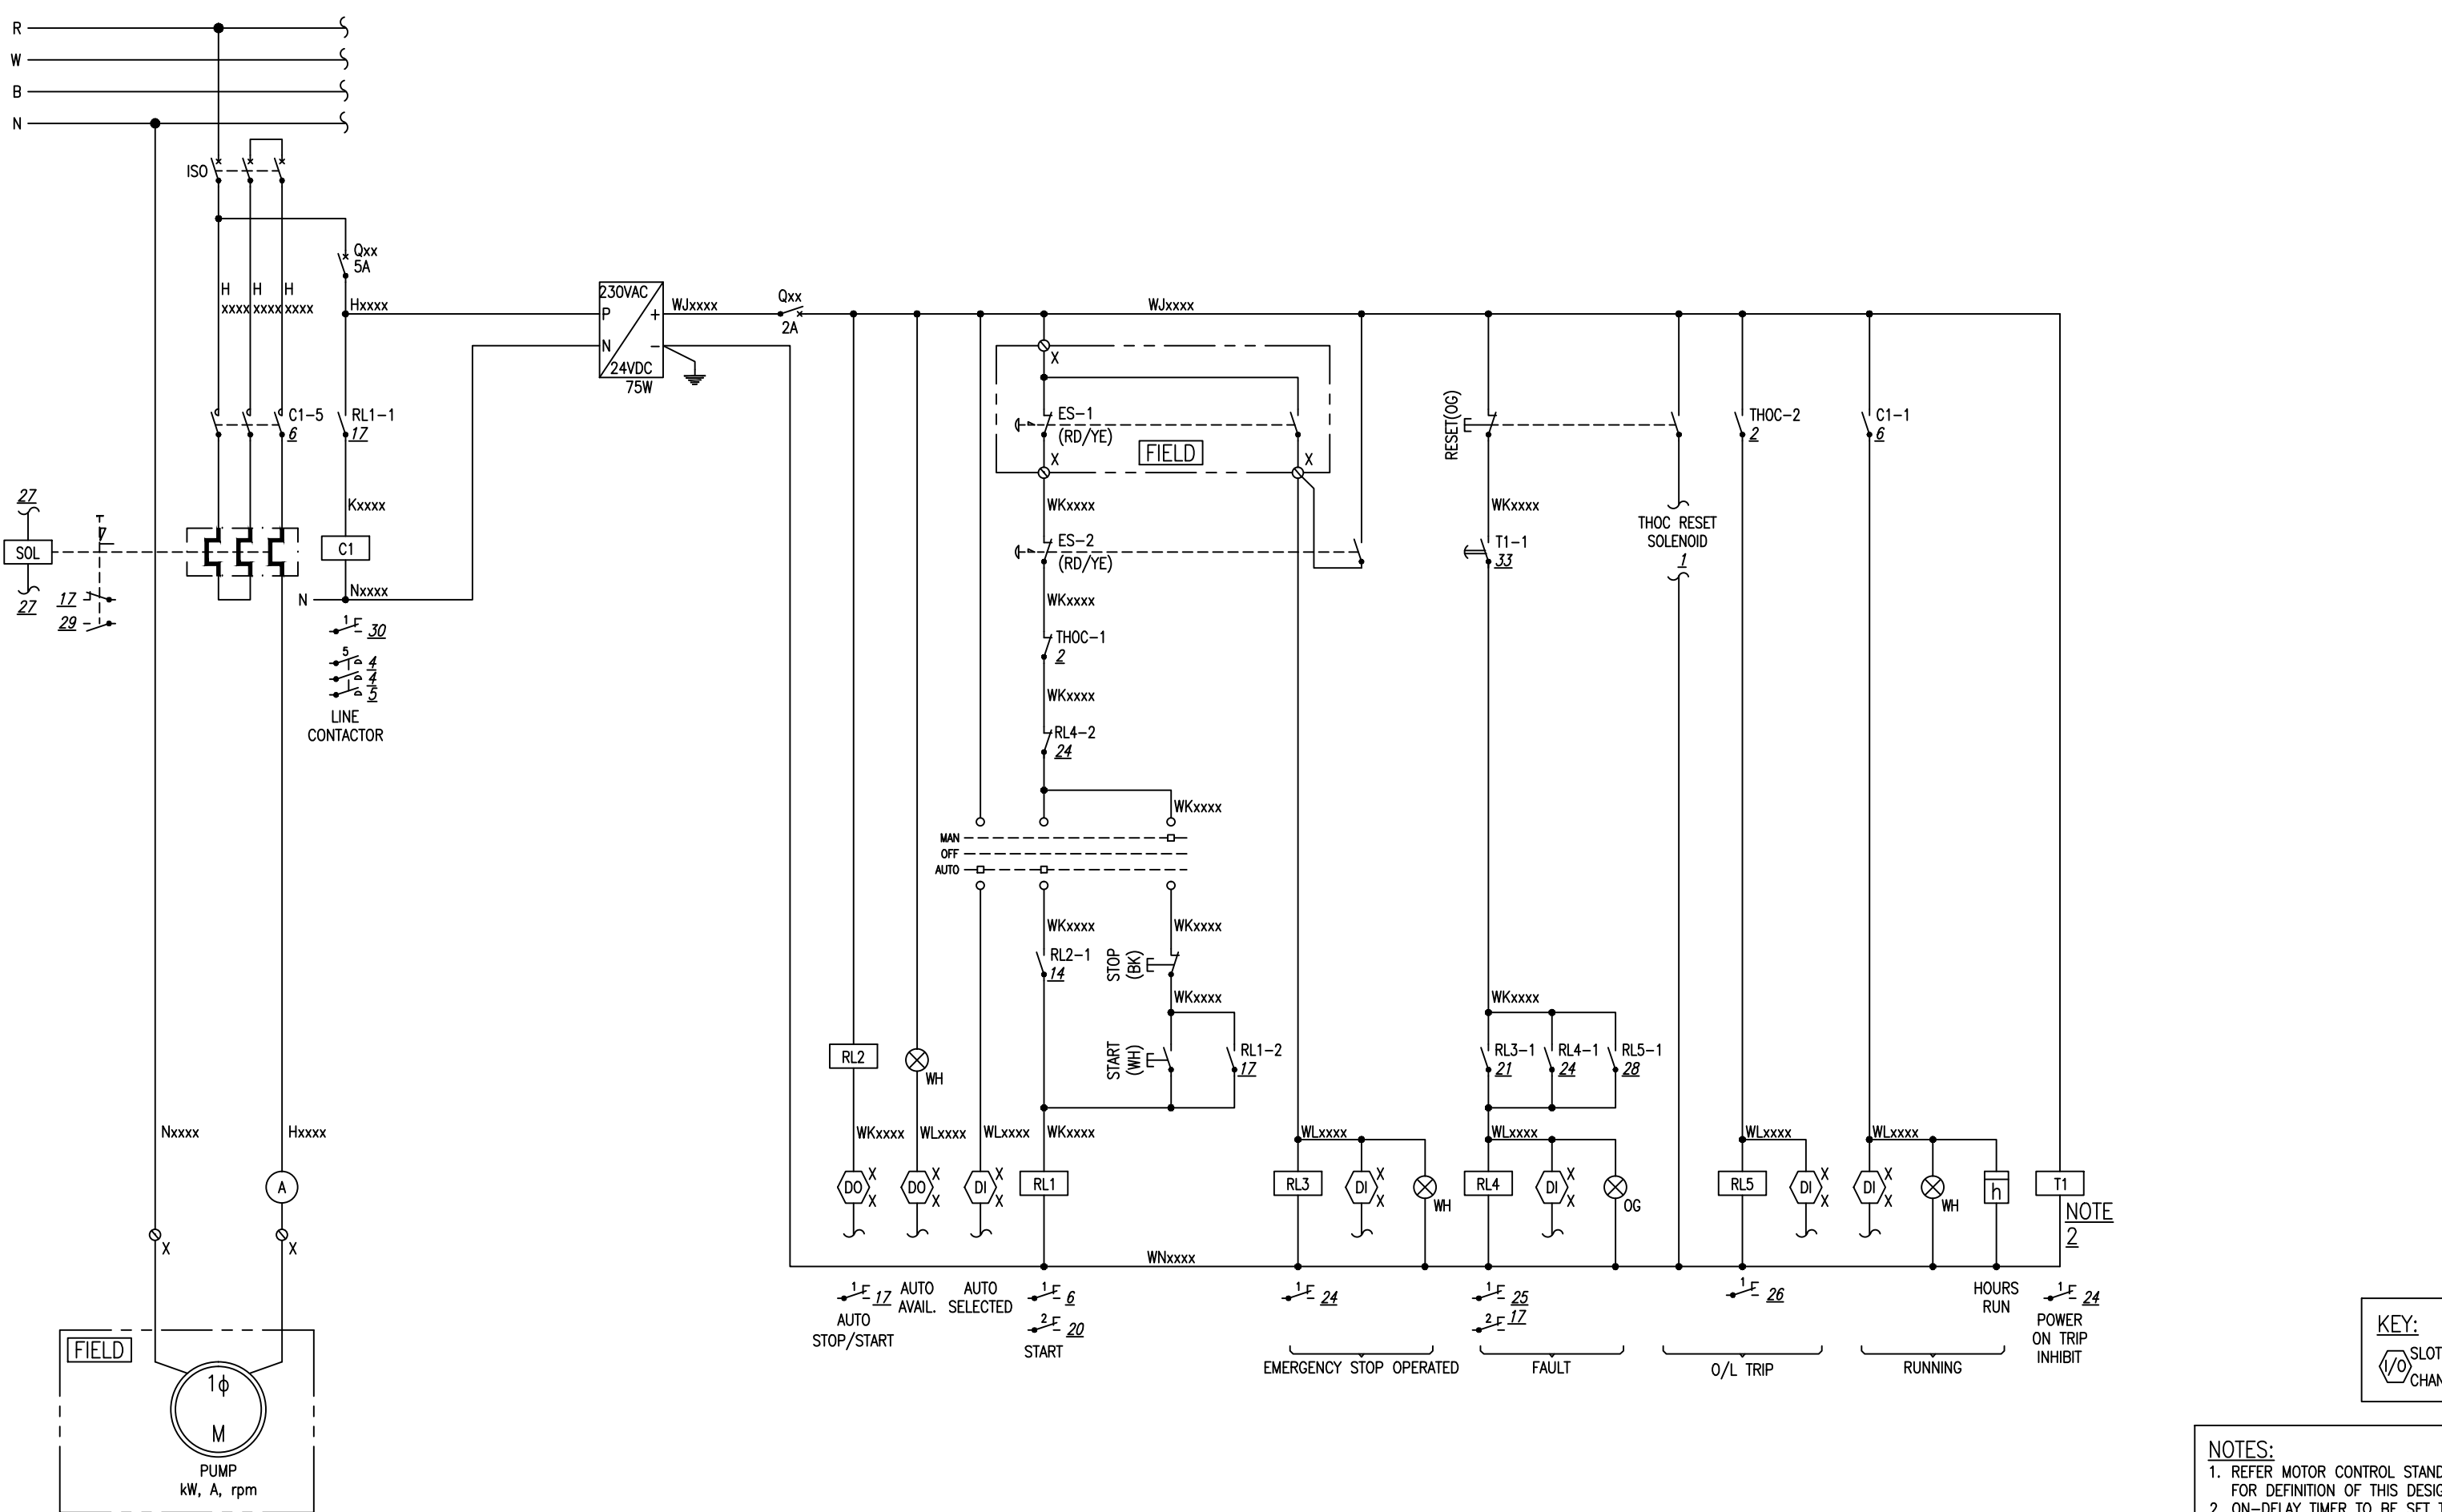 R
W
B
N
ISO
Qxx
5A
H H H
xxxx xxxx xxxx
Hxxxx
230VAC
P +
N −
24VDC
75W
WJxxxx
Qxx
2A
WJxxxx
C1-5
6
RL1-1
17
X
ES-1
(RD/YE)
FIELD
X
X
RESET(OG)
THOC-2
2
C1-1
6
27
SOL
27
17
29
Kxxxx
C1
N
Nxxxx
WKxxxx
ES-2
(RD/YE)
WKxxxx
T1-1
33
THOC RESET
SOLENOID
1
1
30
5
4
4
5
LINE
CONTACTOR
WKxxxx
THOC-1
2
WKxxxx
RL4-2
24
WKxxxx
MAN
OFF
AUTO
WKxxxx
WKxxxx
RL2-1
14
STOP
(BK)
WKxxxx
WKxxxx
RL2
WH
START
(WH)
RL1-2
17
RL3-1
21
RL4-1
24
RL5-1
28
Nxxxx
Hxxxx
WKxxxx
WLxxxx
WLxxxx
WKxxxx
WLxxxx
WLxxxx
WLxxxx
WLxxxx
A
DO X X
DO X X
DI X X
RL1
RL3
DI X X
WH
RL4
DI X X
OG
RL5
DI X X
DI X X
WH
h
T1
NOTE
2
X
X
WNxxxx
1
17
AUTO
STOP/START
AUTO
AVAIL.
AUTO
SELECTED
1
6
2
20
START
1
24
EMERGENCY STOP OPERATED
1
25
2
17
FAULT
1
26
O/L TRIP
RUNNING
HOURS
RUN
1
24
POWER
ON TRIP
INHIBIT
FIELD
1ϕ
M
PUMP
kW, A, rpm
KEY:
I/O
SLOT
NOTES:
1. REFER MOTOR CONTROL
FOR DEFINITION OF THIS
2. ON-DELAY TIMER TO BE SET